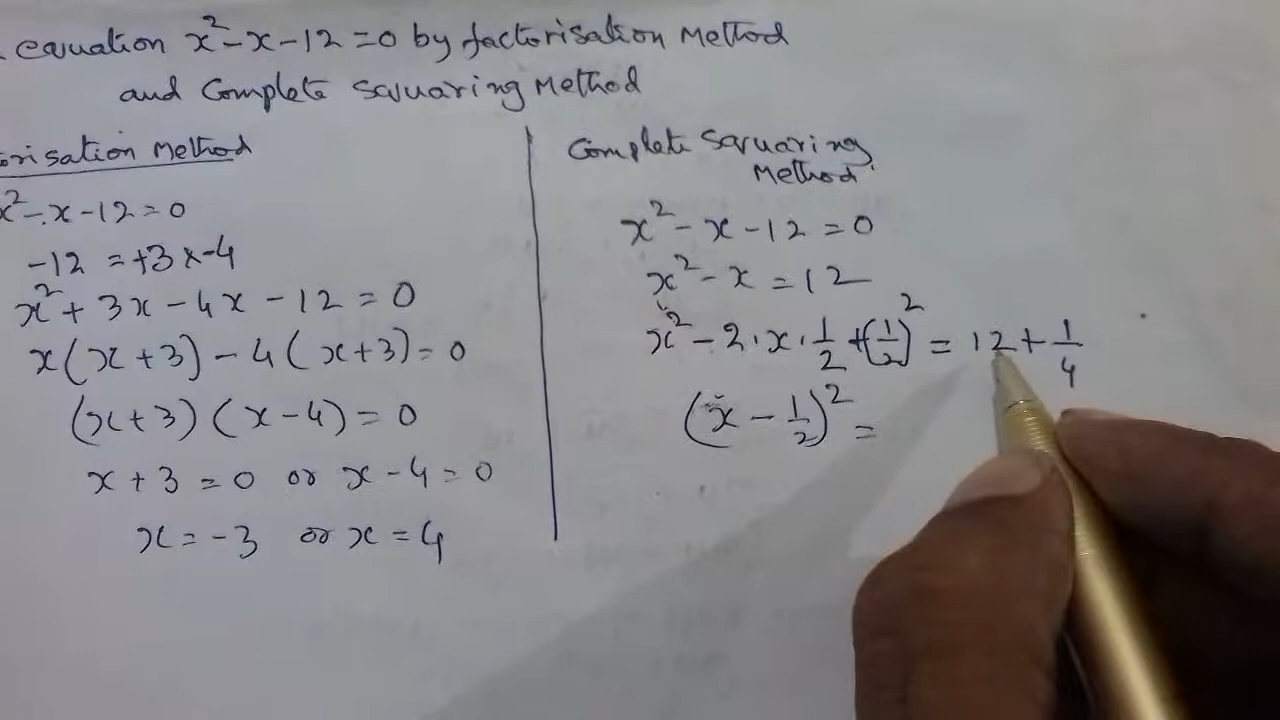 equation x² - x - 12 = 0 by factorisation Method
and Complete Squaring Method
orisation Method
x² - x - 12 = 0
-12 = +3 x -4
x² + 3x - 4x - 12 = 0
x(x + 3) - 4(x + 3) = 0
(x + 3)(x - 4) = 0
x + 3 = 0 or x - 4 = 0
x = -3 or x = 4
Complete Squaring
Method
x² - x - 12 = 0
x² - x = 12
x² - 2·x·1/2 + (1/2)² = 12 + 1/4
(x - 1/2)² =